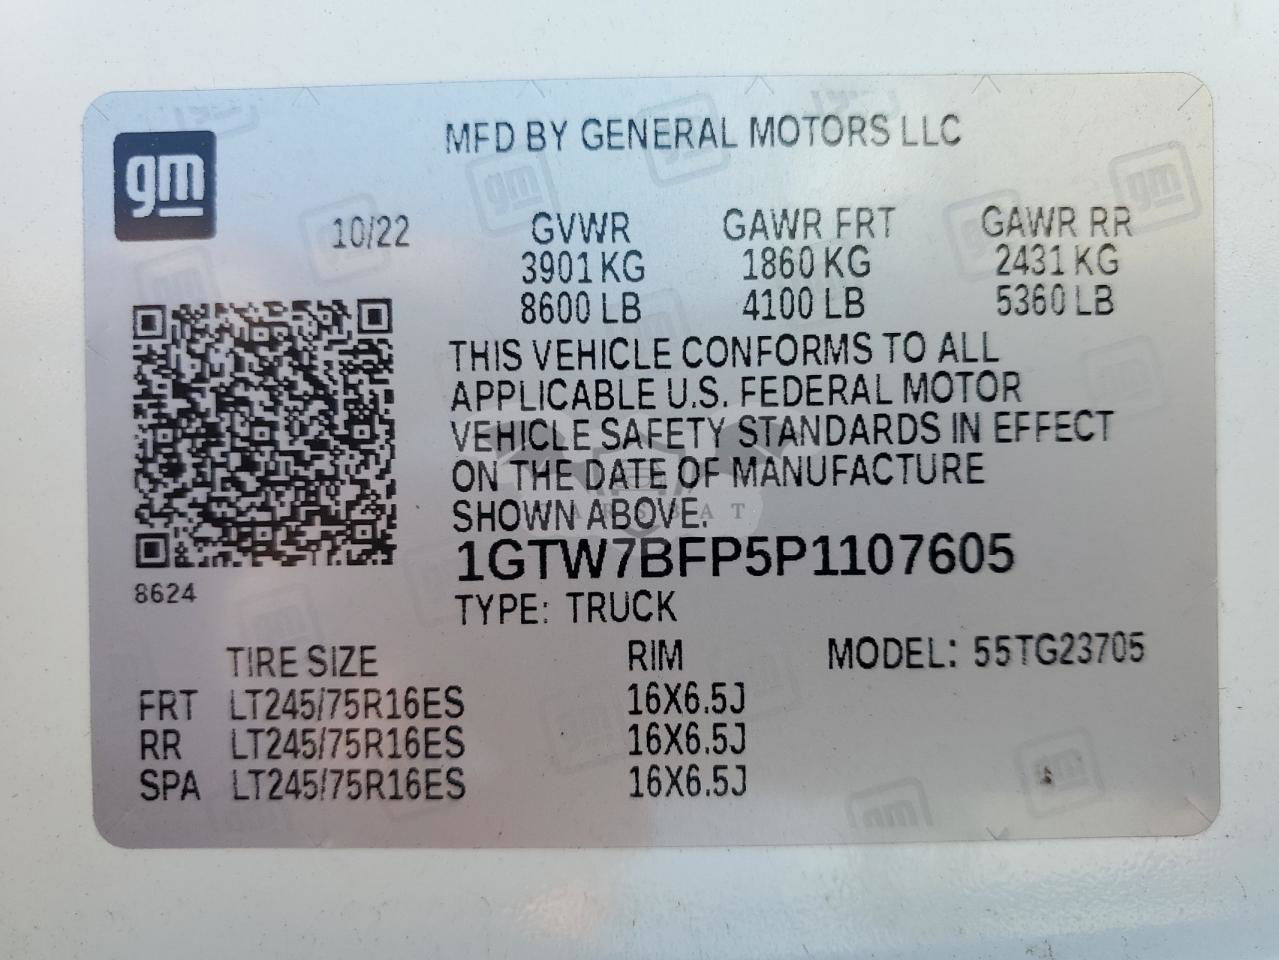 gm
MFD BY GENERAL MOTORS LLC
10/22
GVWR GAWR FRT GAWR RR
3901 KG 1860 KG 2431 KG
8600 LB 4100 LB 5360 LB
THIS VEHICLE CONFORMS TO ALL
APPLICABLE U.S. FEDERAL MOTOR
VEHICLE SAFETY STANDARDS IN EFFECT
ON THE DATE OF MANUFACTURE
SHOWN ABOVE.
1GTW7BFP5P1107605
8624
TYPE: TRUCK
TIRE SIZE RIM MODEL: 55TG23705
FRT LT245/75R16ES 16X6.5J
RR LT245/75R16ES 16X6.5J
SPA LT245/75R16ES 16X6.5J